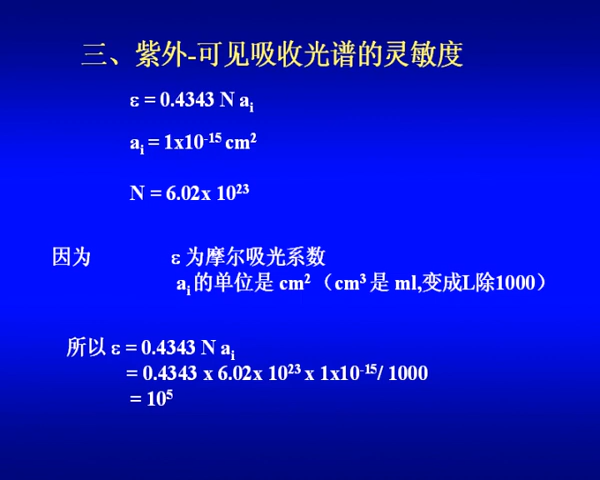 三、紫外-可见吸收光谱的灵敏度
ε = 0.4343 N aᵢ
aᵢ = 1x10⁻¹⁵ cm²
N = 6.02x 10²³
因为 ε 为摩尔吸光系数
aᵢ 的单位是 cm²（cm³ 是 ml,变成L除1000）
所以 ε = 0.4343 N aᵢ
= 0.4343 x 6.02x 10²³ x 1x10⁻¹⁵/ 1000
= 10⁵